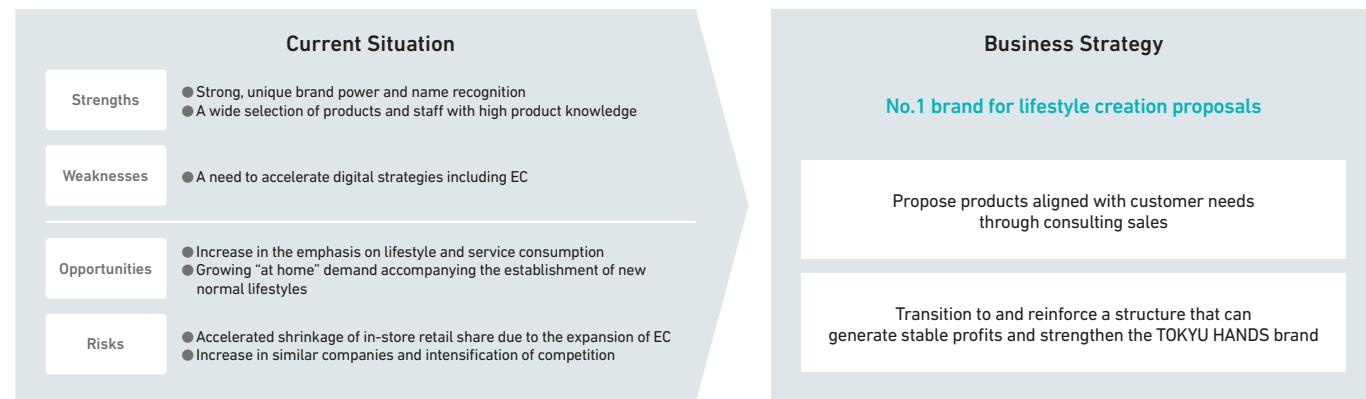 Current Situation
Strengths
● Strong, unique brand power and name recognition
● A wide selection of products and staff with high product knowledge
Weaknesses
● A need to accelerate digital strategies including EC
Opportunities
● Increase in the emphasis on lifestyle and service consumption
● Growing “at home” demand accompanying the establishment of new
normal lifestyles
Risks
● Accelerated shrinkage of in-store retail share due to the expansion of EC
● Increase in similar companies and intensification of competition
Business Strategy
No.1 brand for lifestyle creation proposals
Propose products aligned with customer needs
through consulting sales
Transition to and reinforce a structure that can
generate stable profits and strengthen the TOKYU HANDS brand